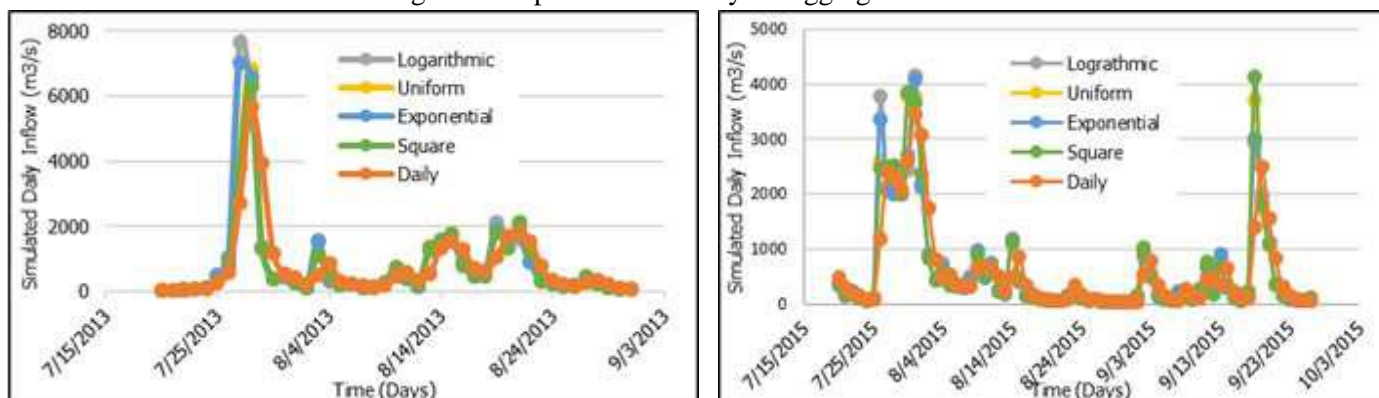 8000
6000
4000
2000
0
Simulated Daily Inflow (m3/s)
Logarithmic
Uniform
Exponential
Square
Daily
7/15/2013
7/25/2013
8/4/2013
8/14/2013
8/24/2013
9/3/2013
Time (Days)
5000
4000
3000
2000
1000
0
Simulated Daily Inflow (m3/s)
Lograthmic
Uniform
Exponential
Square
Daily
7/15/2015
7/25/2015
8/4/2015
8/14/2015
8/24/2015
9/3/2015
9/13/2015
9/23/2015
10/3/2015
Time (Days)